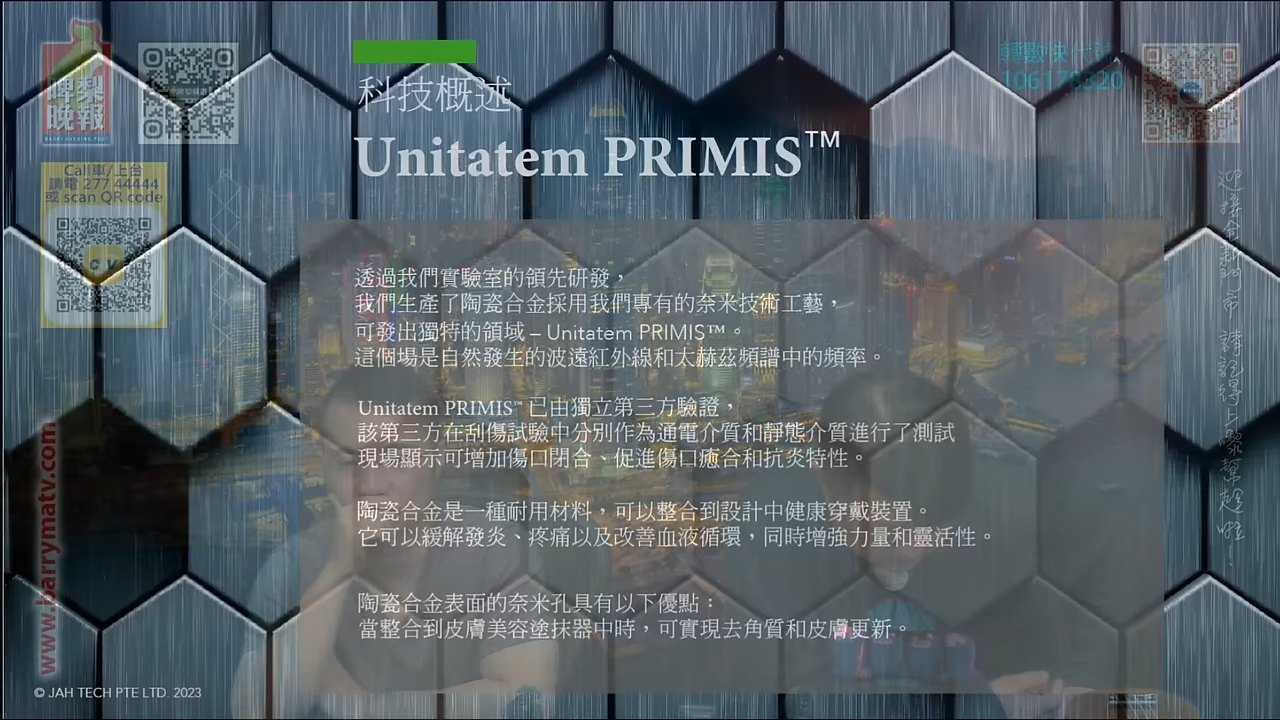 啤梨
晚報
BARRY EVENING POST
Call車/上台
請電 277 44444
或 scan QR code
www.barrymatv.com
轉數快
106178320
科技概述
Unitatem PRIMIS™
透過我們實驗室的領先研發，
我們生產了陶瓷合金採用我們專有的奈米技術工藝，
可發出獨特的領域 – Unitatem PRIMIS™。
這個場是自然發生的波遠紅外線和太赫茲頻譜中的頻率。
Unitatem PRIMIS™ 已由獨立第三方驗證，
該第三方在刮傷試驗中分別作為通電介質和靜態介質進行了測試
現場顯示可增加傷口閉合、促進傷口癒合和抗炎特性。
陶瓷合金是一種耐用材料，可以整合到設計中健康穿戴裝置。
它可以緩解發炎、疼痛以及改善血液循環，同時增強力量和靈活性。
陶瓷合金表面的奈米孔具有以下優點：
當整合到皮膚美容塗抹器中時，可實現去角質和皮膚更新。
© JAH TECH PTE LTD. 2023